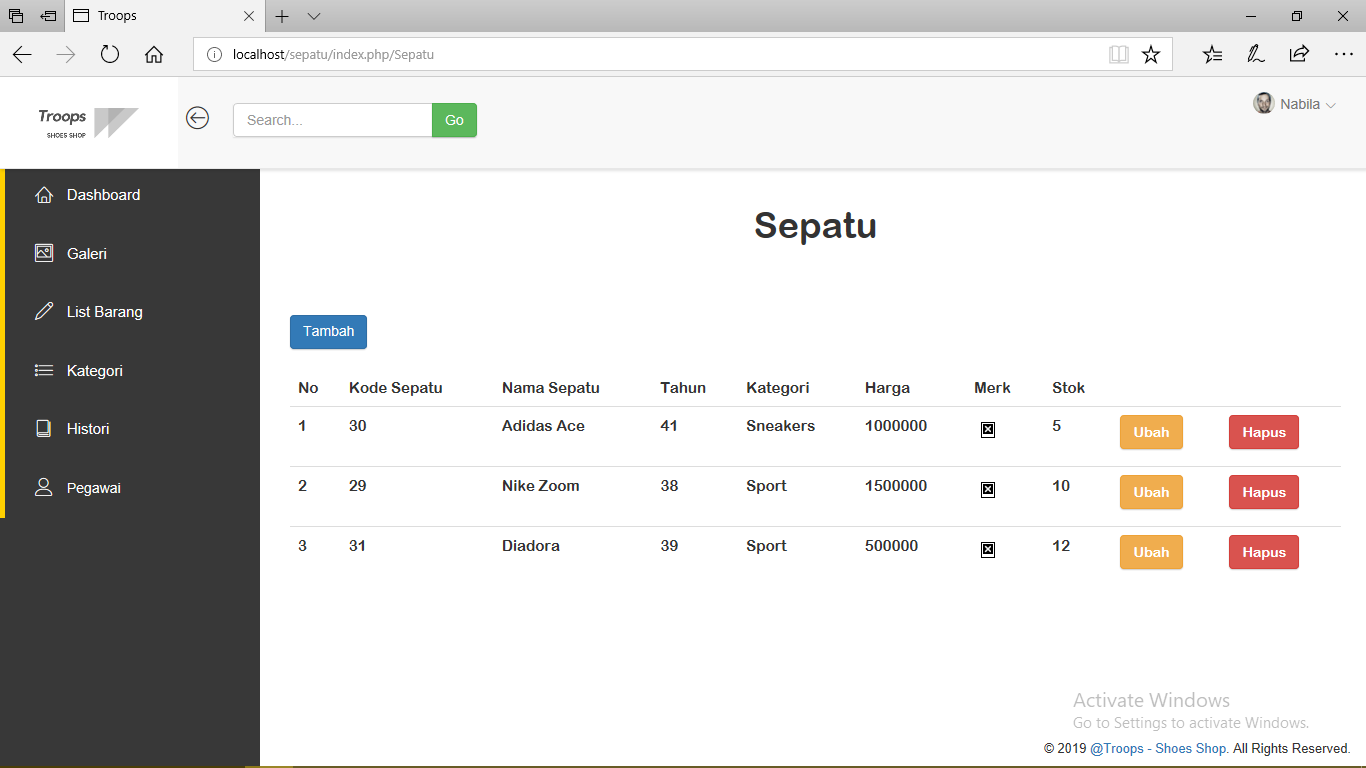 Troops
localhost/sepatu/index.php/Sepatu
Troops
SHOES SHOP
Search...
Go
Nabila
Dashboard
Galeri
List Barang
Kategori
Histori
Pegawai
Sepatu
Tambah
No Kode Sepatu Nama Sepatu Tahun Kategori Harga Merk Stok
1 30 Adidas Ace 41 Sneakers 1000000 5 Ubah Hapus
2 29 Nike Zoom 38 Sport 1500000 10 Ubah Hapus
3 31 Diadora 39 Sport 500000 12 Ubah Hapus
Activate Windows
Go to Settings to activate Windows.
© 2019 @Troops - Shoes Shop. All Rights Reserved.